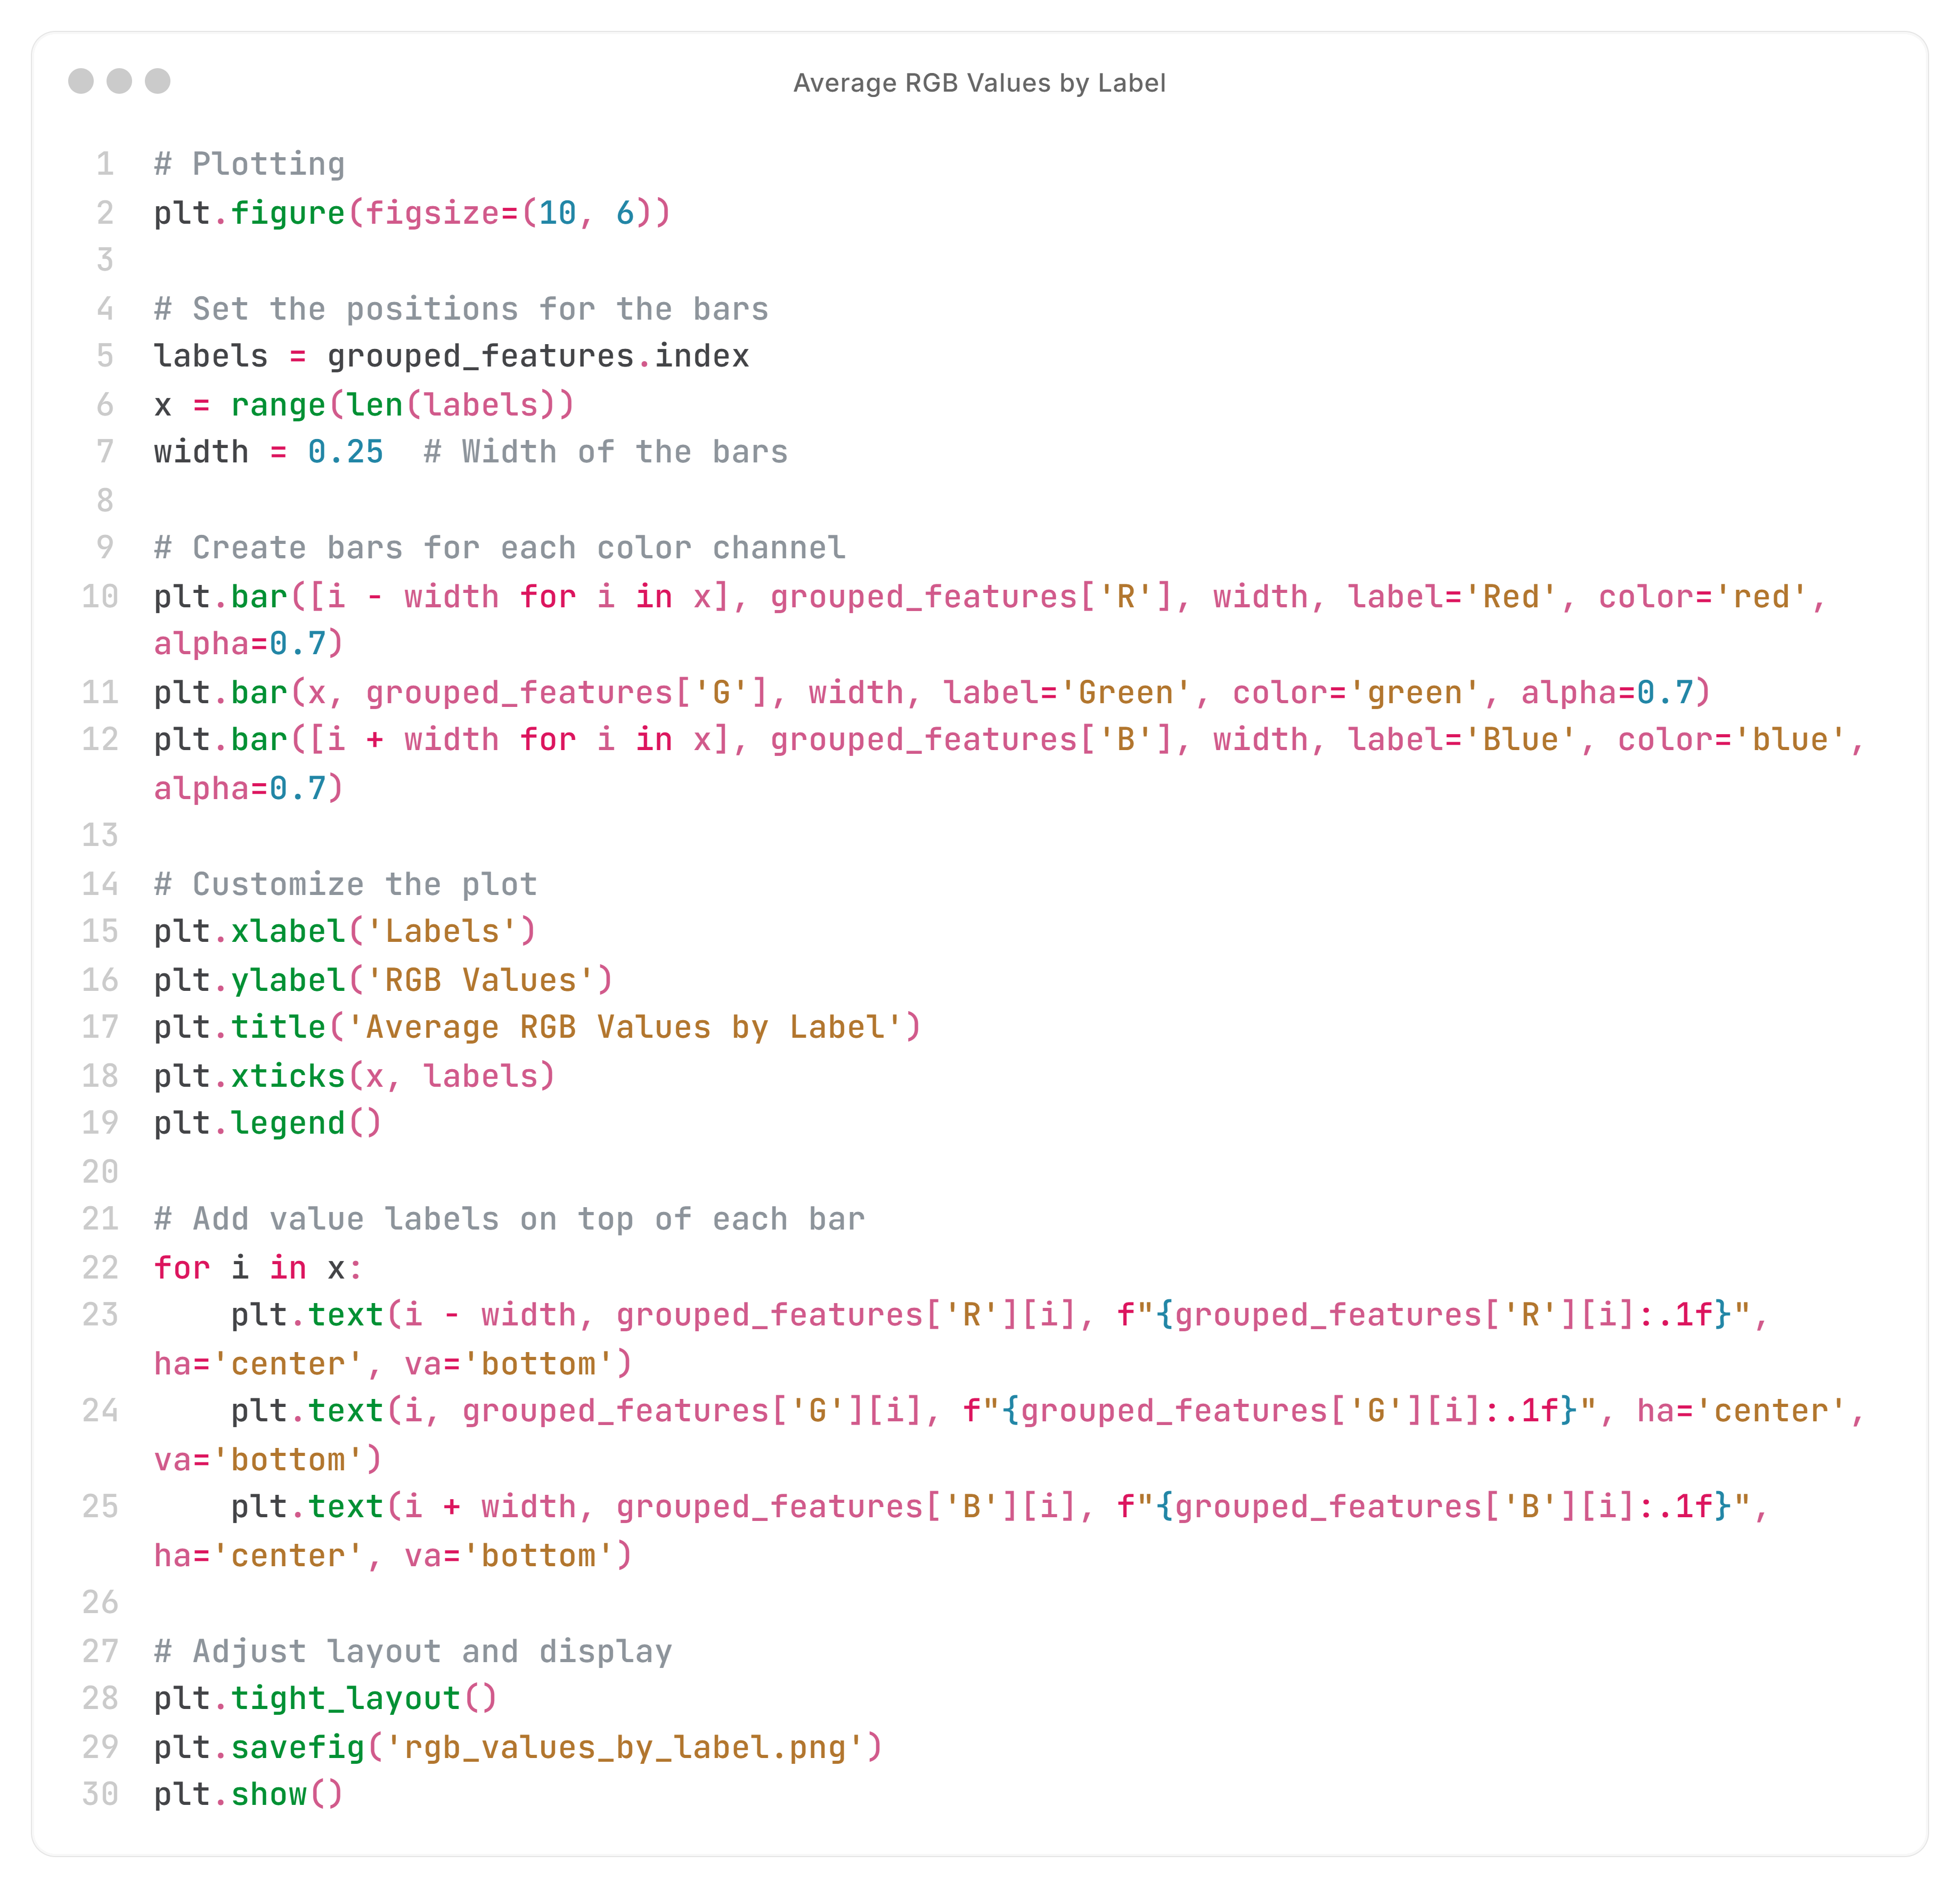 Average RGB Values by Label
1 # Plotting
2 plt.figure(figsize=(10, 6))
3
4 # Set the positions for the bars
5 labels = grouped_features.index
6 x = range(len(labels))
7 width = 0.25  # Width of the bars
8
9 # Create bars for each color channel
10 plt.bar([i - width for i in x], grouped_features['R'], width, label='Red', color='red',
alpha=0.7)
11 plt.bar(x, grouped_features['G'], width, label='Green', color='green', alpha=0.7)
12 plt.bar([i + width for i in x], grouped_features['B'], width, label='Blue', color='blue',
alpha=0.7)
13
14 # Customize the plot
15 plt.xlabel('Labels')
16 plt.ylabel('RGB Values')
17 plt.title('Average RGB Values by Label')
18 plt.xticks(x, labels)
19 plt.legend()
20
21 # Add value labels on top of each bar
22 for i in x:
23     plt.text(i - width, grouped_features['R'][i], f"{grouped_features['R'][i]:.1f}",
ha='center', va='bottom')
24     plt.text(i, grouped_features['G'][i], f"{grouped_features['G'][i]:.1f}", ha='center',
va='bottom')
25     plt.text(i + width, grouped_features['B'][i], f"{grouped_features['B'][i]:.1f}",
ha='center', va='bottom')
26
27 # Adjust layout and display
28 plt.tight_layout()
29 plt.savefig('rgb_values_by_label.png')
30 plt.show()